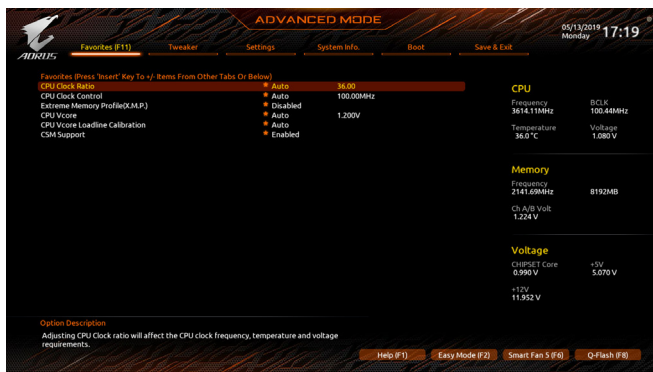 ADVANCED MODE
05/13/2019 Monday 17:19
AORUS
Favorites (F11) Tweaker Settings System Info. Boot Save & Exit
Favorites (Press 'Insert' Key To +/- Items From Other Tabs Or Below)
CPU Clock Ratio Auto 36.00
CPU Clock Control Auto 100.00MHz
Extreme Memory Profile(X.M.P.) Disabled
CPU Vcore Auto 1.200V
CPU Vcore Loadline Calibration Auto
CSM Support Enabled
CPU
Frequency BCLK
3614.11MHz 100.44MHz
Temperature Voltage
36.0 °C 1.080 V
Memory
Frequency
2141.69MHz 8192MB
Ch A/B Volt
1.224 V
Voltage
CHIPSET Core +5V
0.990 V 5.070 V
+12V
11.952 V
Option Description
Adjusting CPU Clock ratio will affect the CPU clock frequency, temperature and voltage
requirements.
Help (F1) Easy Mode (F2) Smart Fan 5 (F6) Q-Flash (F8)